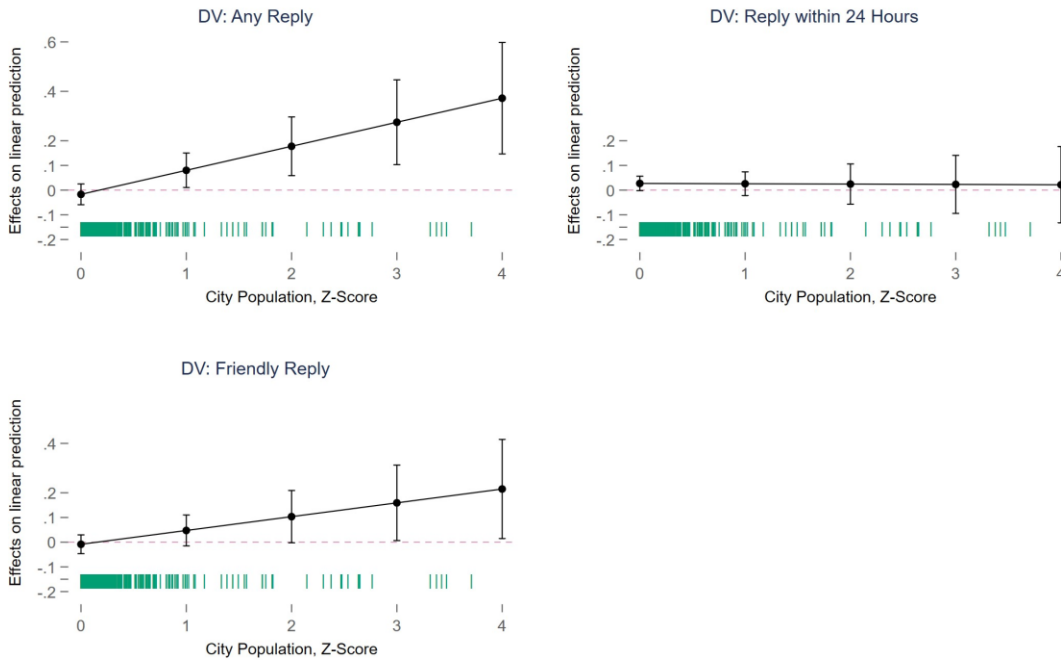 DV: Any Reply
Effects on linear prediction
.6
.4
.2
.1
0
-.1
-.2
0 1 2 3 4
City Population, Z-Score
DV: Reply within 24 Hours
Effects on linear prediction
.2
.1
0
-.1
-.2
0 1 2 3 4
City Population, Z-Score
DV: Friendly Reply
Effects on linear prediction
.4
.2
.1
0
-.1
-.2
0 1 2 3 4
City Population, Z-Score